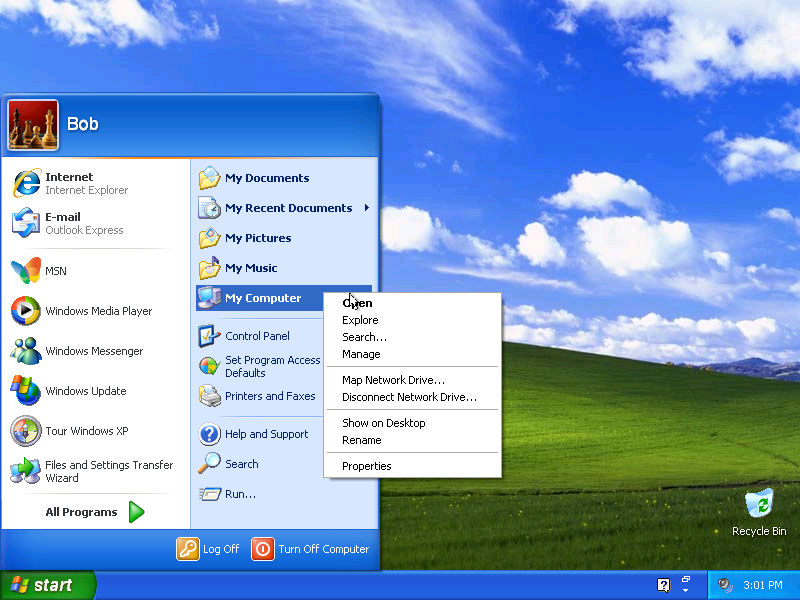 Bob
Internet
Internet Explorer
E-mail
Outlook Express
MSN
Windows Media Player
Windows Messenger
Windows Update
Tour Windows XP
Files and Settings Transfer
Wizard
All Programs
My Documents
My Recent Documents
My Pictures
My Music
My Computer
Control Panel
Set Program Access
Defaults
Printers and Faxes
Help and Support
Search
Run...
Open
Explore
Search...
Manage
Map Network Drive...
Disconnect Network Drive...
Show on Desktop
Rename
Properties
Log Off
Turn Off Computer
Recycle Bin
start
?
3:01 PM